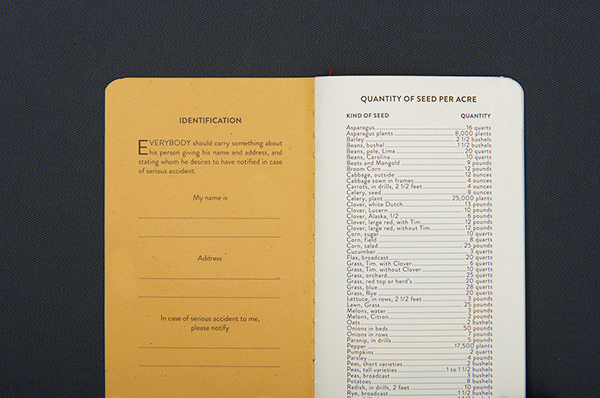 IDENTIFICATION
EVERYBODY should carry something about
his person giving his name and address, and
stating whom he desires to have notified in case
of serious accident.
My name is
Address
In case of serious accident to me,
please notify
QUANTITY OF SEED PER ACRE
KIND OF SEED QUANTITY
Asparagus 16 quarts
Asparagus plants 8,000 plants
Barley 2 1/2 bushels
Beans, bushel 1 1/2 bushels
Beans, pole, Lima 20 quarts
Beans, Carolina 10 quarts
Beets and Mangold 9 pounds
Broom Corn 12 pounds
Cabbage, outside 12 ounces
Cabbage sown in frames 4 ounces
Carrots, in drills, 2 1/2 feet 4 ounces
Celery, seed 8 ounces
Celery, plant 25,000 plants
Clover, white Dutch 13 pounds
Clover, Lucern 10 pounds
Clover, Alaska, 1/2 6 pounds
Clover, large red, with Tim. 12 pounds
Clover, large red, without Tim. 12 pounds
Corn, sugar 10 quarts
Corn, field 8 quarts
Corn, salad 25 pounds
Cucumber quarts
Flax, broadcast 20 quarts
Grass, Tim. with Clover 6 quarts
Grass, Tim. without Clover 10 quarts
Grass, orchard 25 quarts
Grass, red top or herd's 20 quarts
Grass, blue 28 quarts
Grass, Rye 20 quarts
Lettuce, in rows, 2 1/2 feet 3 pounds
Lawn, Grass 25 pounds
Melons, water 3 pounds
Melons, Citron 2 pounds
Oats 2 bushels
Onions in beds 50 pounds
Onions in rows 7 pounds
Parsnip, in drills 5 pounds
Pepper 17,500 plants
Pumpkins 2 quarts
Parsley 4 pounds
Peas, short varieties 2 bushels
Peas, tall varieties 1 to 1 1/2 bushels
Peas, broadcast 3 bushels
Potatoes 8 bushels
Radish, in drills, 2 feet 10 pounds
Rye, broadcast 1 1/2 bushels